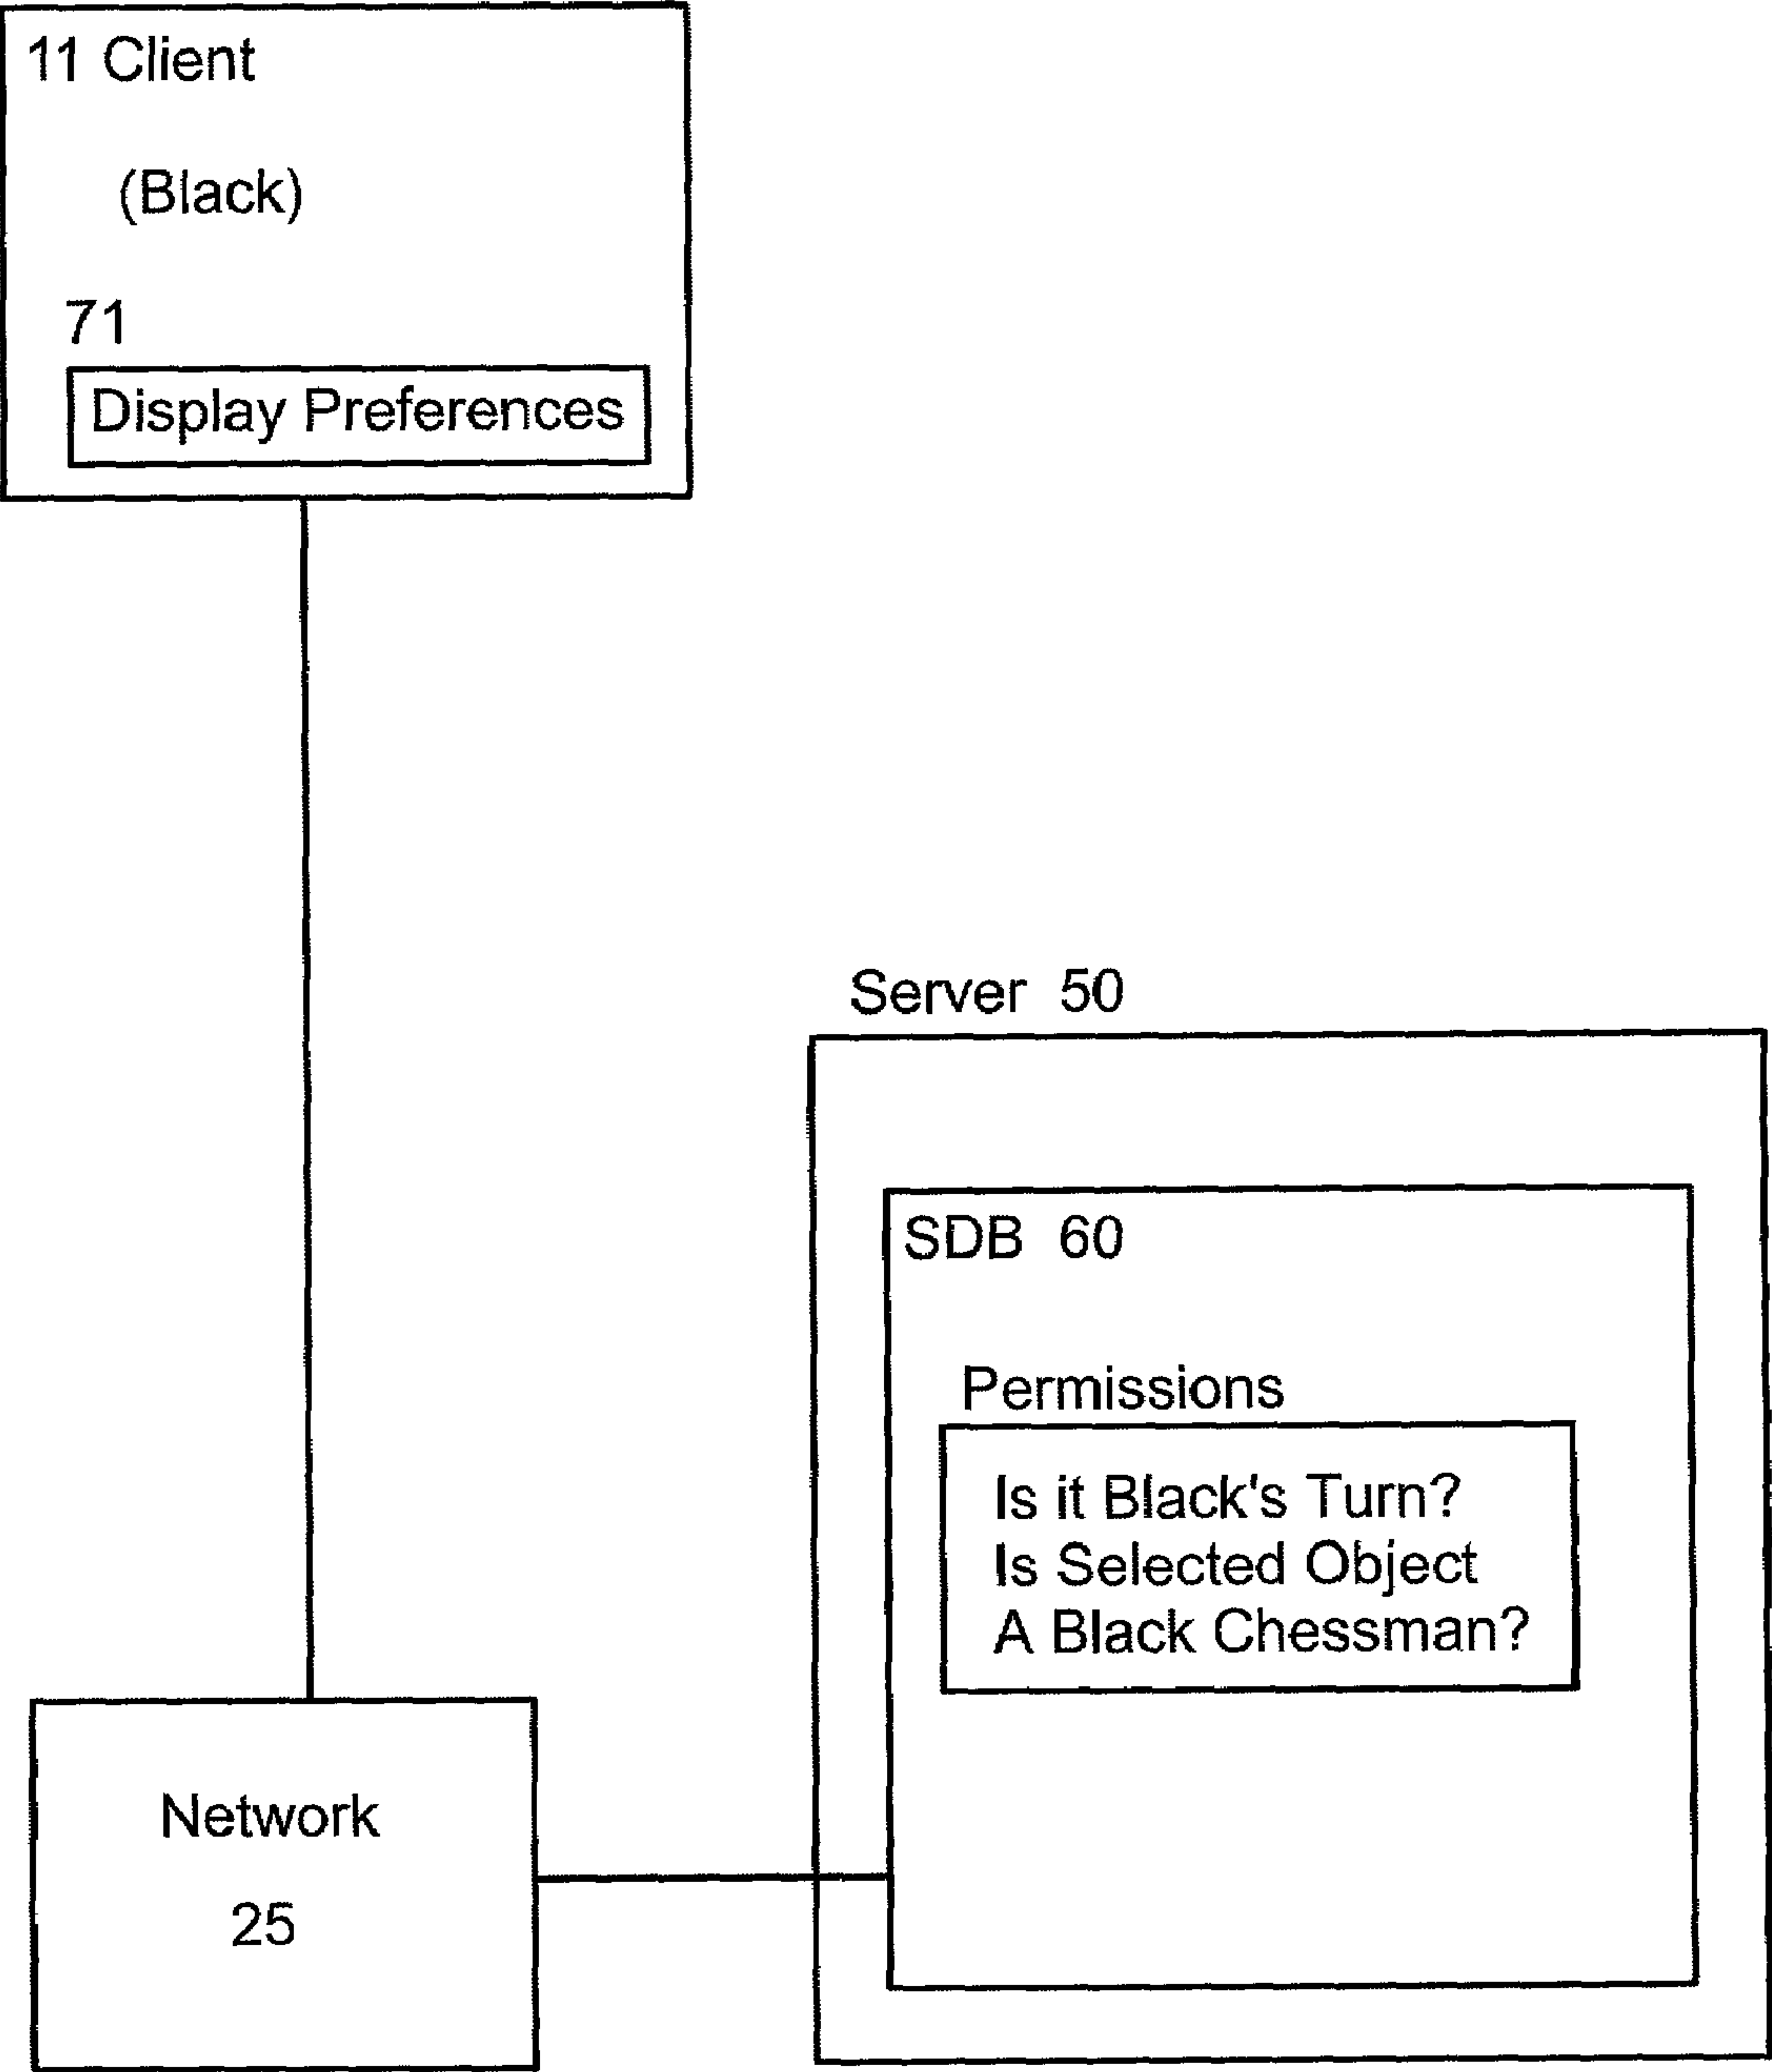 11 Client
(Black)
71
Display Preferences
Server 50
SDB 60
Permissions
Is it Black's Turn?
Is Selected Object
A Black Chessman?
Network
25